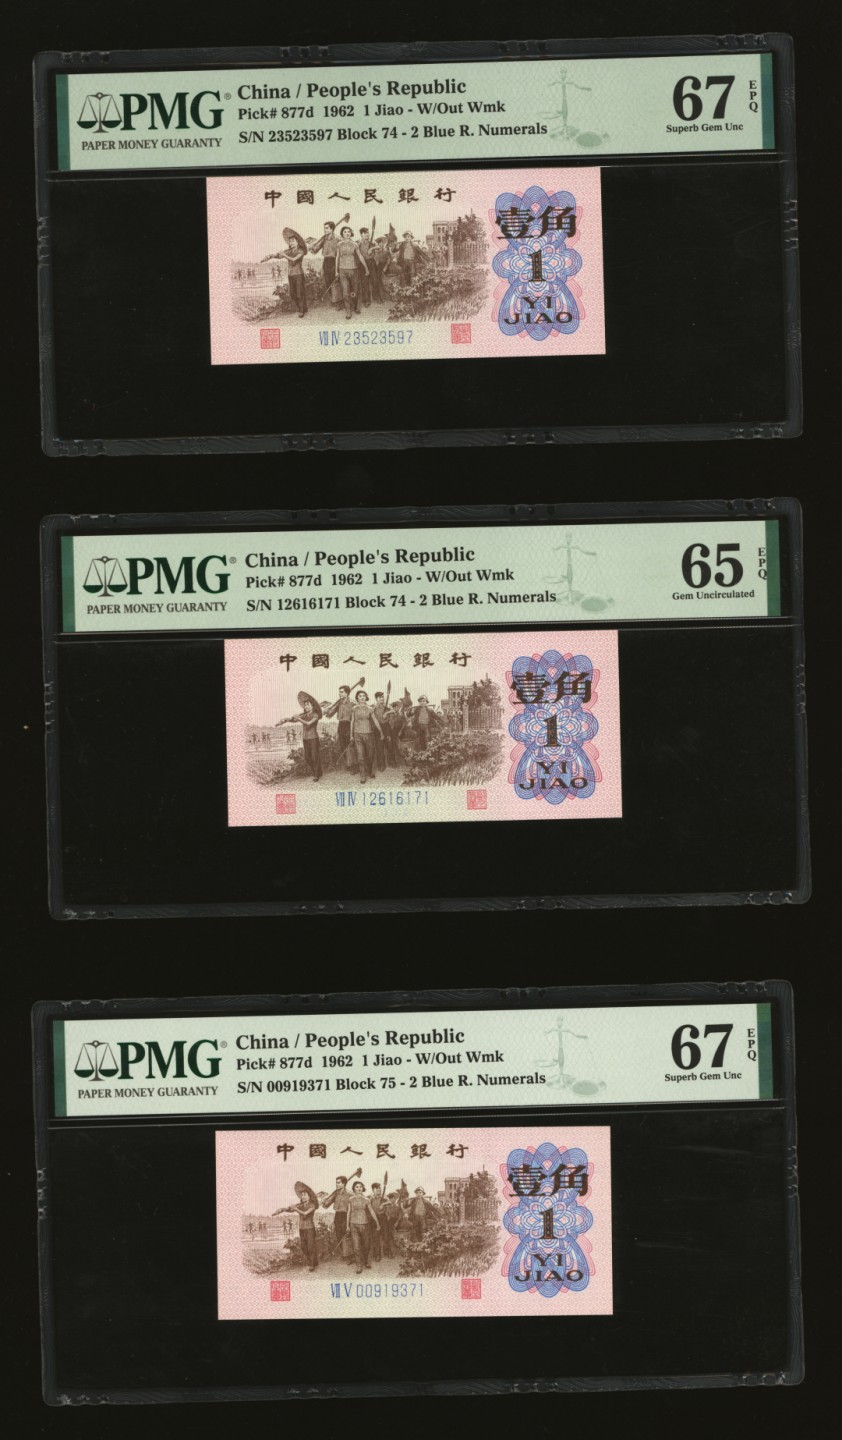 PMG®
PAPER MONEY GUARANTY
China / People's Republic
Pick# 877d 1962 1 Jiao - W/Out Wmk
S/N 23523597 Block 74 - 2 Blue R. Numerals
67 EPQ
Superb Gem Unc
中國人民銀行
壹角
1
YI
JIAO
ⅦⅣ 23523597
PMG®
PAPER MONEY GUARANTY
China / People's Republic
Pick# 877d 1962 1 Jiao - W/Out Wmk
S/N 12616171 Block 74 - 2 Blue R. Numerals
65 EPQ
Gem Uncirculated
中國人民銀行
壹角
1
YI
JIAO
ⅦⅣ 12616171
PMG®
PAPER MONEY GUARANTY
China / People's Republic
Pick# 877d 1962 1 Jiao - W/Out Wmk
S/N 00919371 Block 75 - 2 Blue R. Numerals
67 EPQ
Superb Gem Unc
中國人民銀行
壹角
1
YI
JIAO
ⅦⅤ 00919371